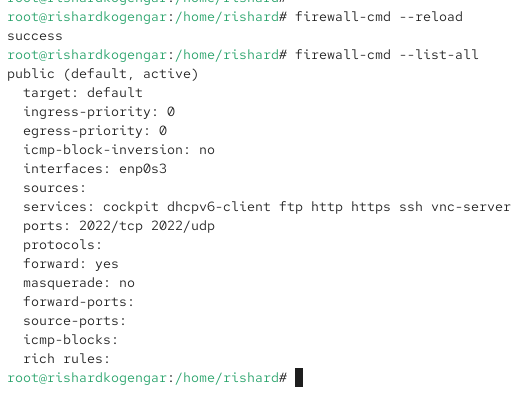 root@rishardkogengar:/home/rishard# firewall-cmd --reload
success
root@rishardkogengar:/home/rishard# firewall-cmd --list-all
public (default, active)
  target: default
  ingress-priority: 0
  egress-priority: 0
  icmp-block-inversion: no
  interfaces: enp0s3
  sources:
  services: cockpit dhcpv6-client ftp http https ssh vnc-server
  ports: 2022/tcp 2022/udp
  protocols:
  forward: yes
  masquerade: no
  forward-ports:
  source-ports:
  icmp-blocks:
  rich rules:
root@rishardkogengar:/home/rishard#